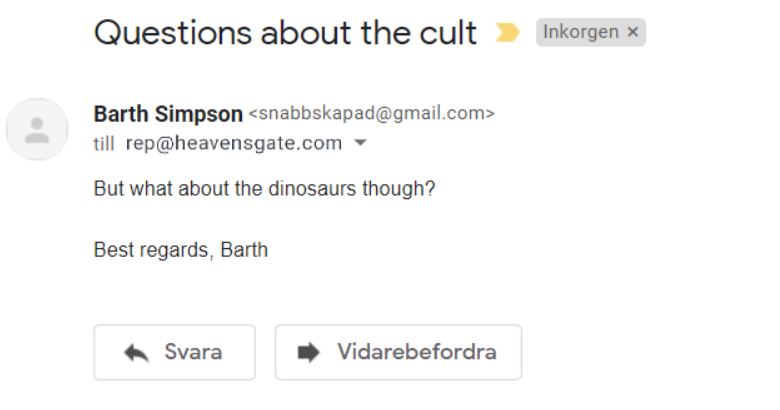 Questions about the cult Inkorgen ×
Barth Simpson <snabbskapad@gmail.com>
till rep@heavensgate.com
But what about the dinosaurs though?
Best regards, Barth
Svara Vidarebefordra